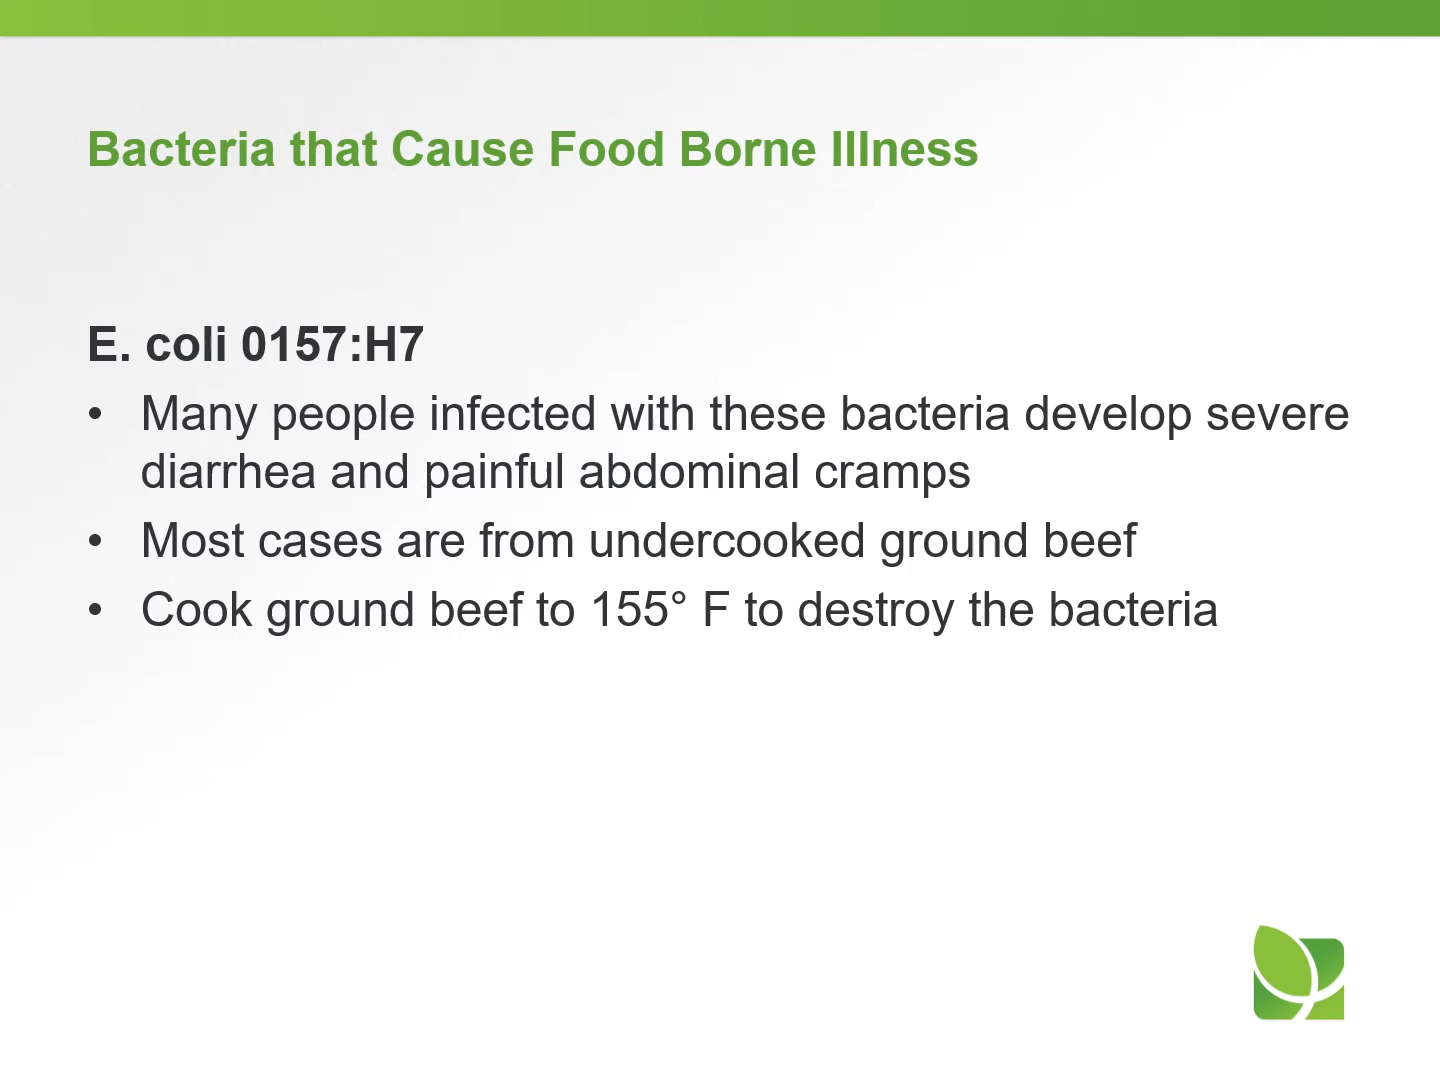 Bacteria that Cause Food Borne Illness
E. coli 0157:H7
• Many people infected with these bacteria develop severe
diarrhea and painful abdominal cramps
• Most cases are from undercooked ground beef
• Cook ground beef to 155° F to destroy the bacteria